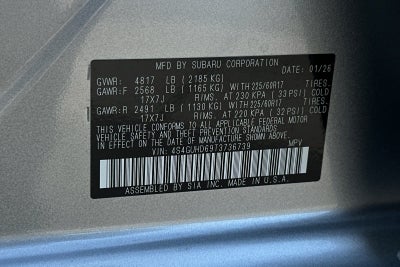 MFD BY SUBARU CORPORATION DATE: 01/26
GVWR: 4817 LB (2185 KG)
GAWR:F 2568 LB (1165 KG) WITH 225/60R17 TIRES.
17X7J RIMS. AT 230 KPA (33 PSI) COLD
GAWR:R 2491 LB (1130 KG) WITH 225/60R17 TIRES.
17X7J RIMS. AT 220 KPA (32 PSI) COLD
THIS VEHICLE CONFORMS TO ALL
APPLICABLE FEDERAL MOTOR VEHICLE
SAFETY AND THEFT PREVENTION STANDARDS
IN EFFECT ON THE
DATE OF MANUFACTURE SHOWN ABOVE.
VIN: 4S4GUHD69T3736739 MPV
ASSEMBLED BY SIA INC. MADE IN U.S.A